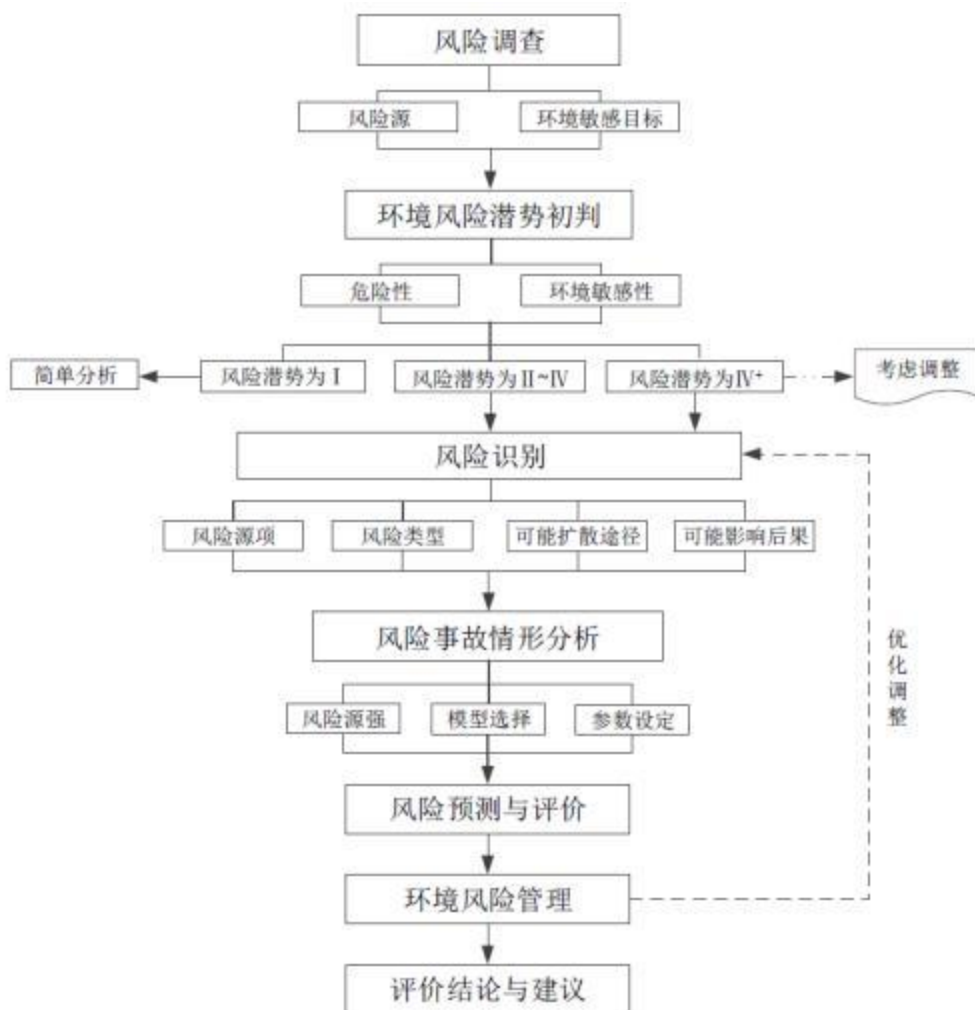 风险调查
风险源
环境敏感目标
环境风险潜势初判
危险性
环境敏感性
简单分析
风险潜势为Ⅰ
风险潜势为Ⅱ~Ⅳ
风险潜势为Ⅳ+
考虑调整
风险识别
风险源项
风险类型
可能扩散途径
可能影响后果
风险事故情形分析
优化调整
风险源强
模型选择
参数设定
风险预测与评价
环境风险管理
评价结论与建议